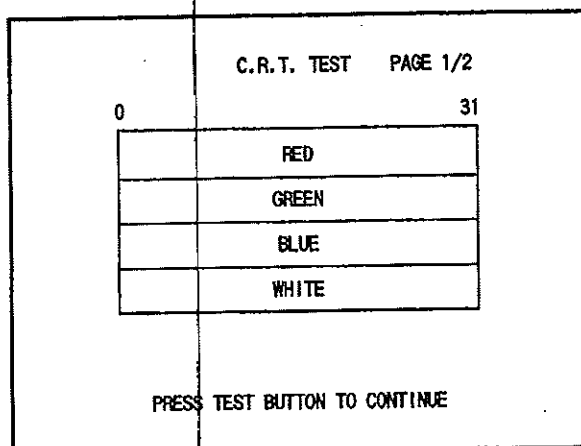 C.R.T. TEST PAGE 1/2
0 31
RED
GREEN
BLUE
WHITE
PRESS TEST BUTTON TO CONTINUE